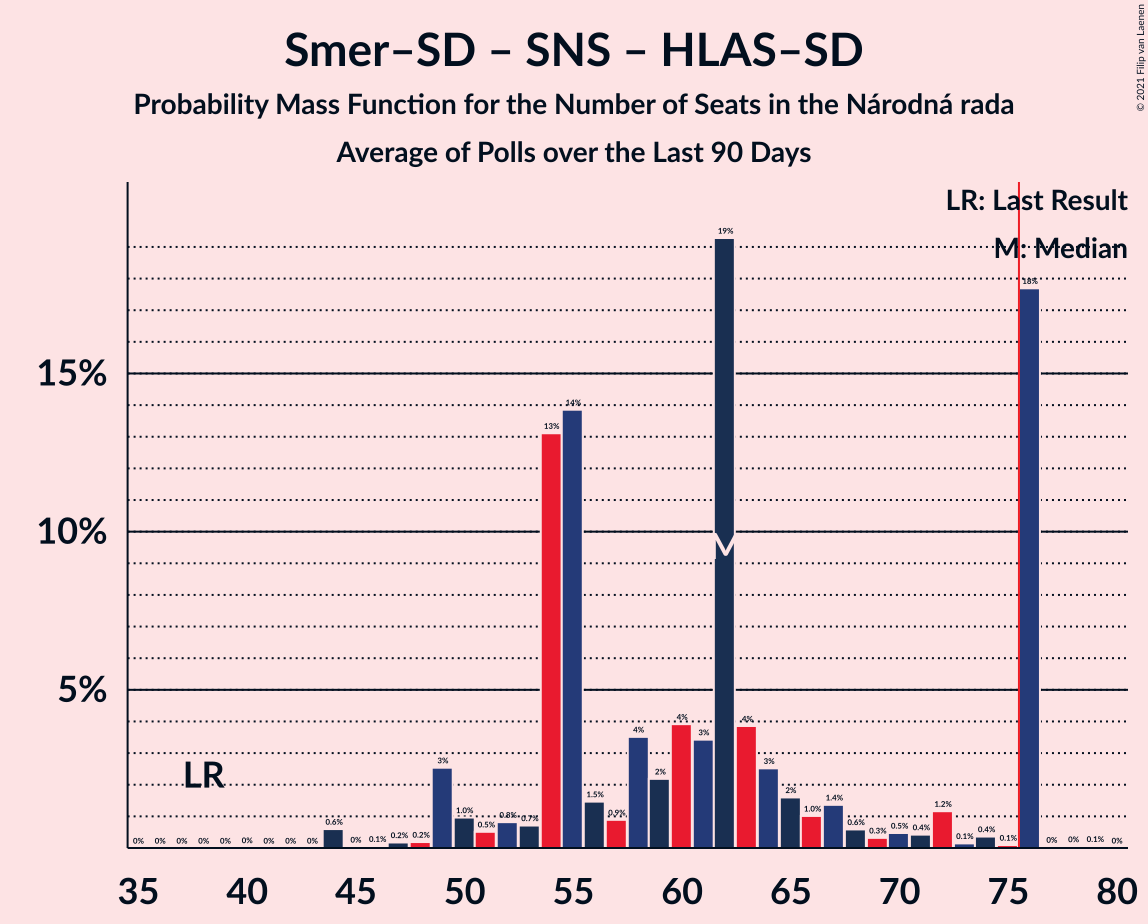 Smer–SD – SNS – HLAS–SD
Probability Mass Function for the Number of Seats in the Národná rada
Average of Polls over the Last 90 Days
© 2021 Filip van Laenen
LR: Last Result
M: Median
15%
10%
5%
LR
0% 0% 0% 0% 0% 0% 0% 0% 0% 0.6% 0% 0.1% 0.2% 0.2% 3% 1.0% 0.5% 0.8% 0.7% 13% 14% 1.5% 0.9% 4% 2% 4% 3% 19% 4% 3% 2% 1.0% 1.4% 0.6% 0.3% 0.5% 0.4% 1.2% 0.1% 0.4% 0.1% 18% 0% 0% 0.1% 0%
35 40 45 50 55 60 65 70 75 80